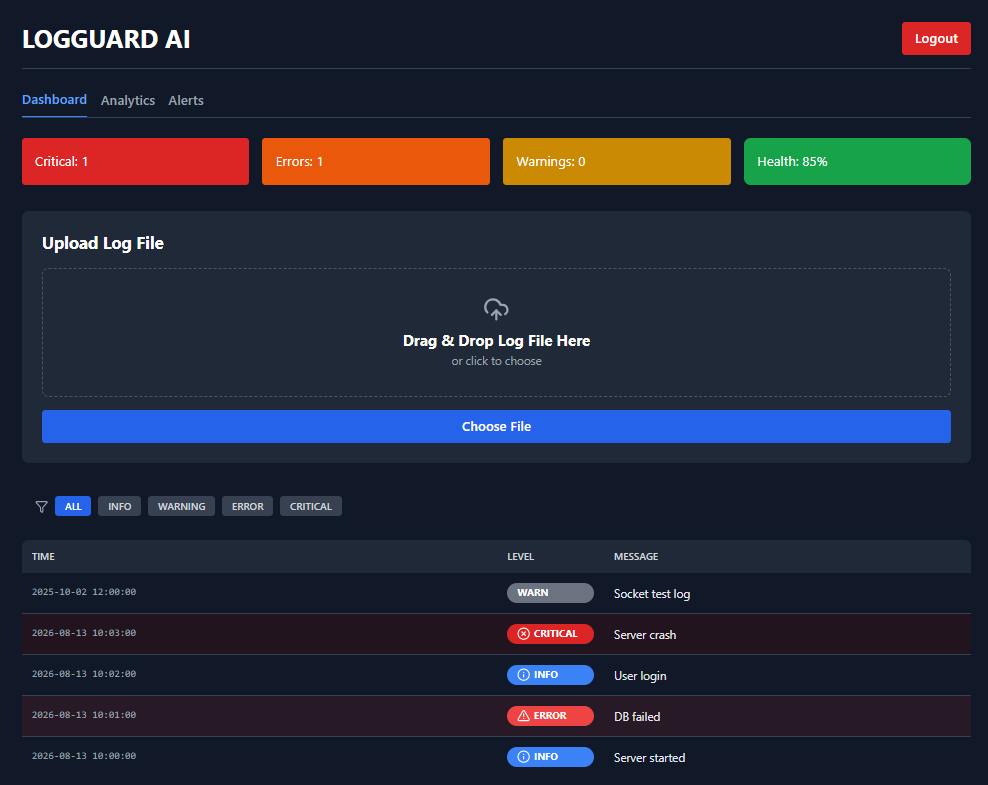 LOGGUARD AI
Logout
Dashboard Analytics Alerts
Critical: 1 Errors: 1 Warnings: 0 Health: 85%
Upload Log File
Drag & Drop Log File Here
or click to choose
Choose File
ALL INFO WARNING ERROR CRITICAL
TIME LEVEL MESSAGE
2025-10-02 12:00:00 WARN Socket test log
2026-08-13 10:03:00 CRITICAL Server crash
2026-08-13 10:02:00 INFO User login
2026-08-13 10:01:00 ERROR DB failed
2026-08-13 10:00:00 INFO Server started